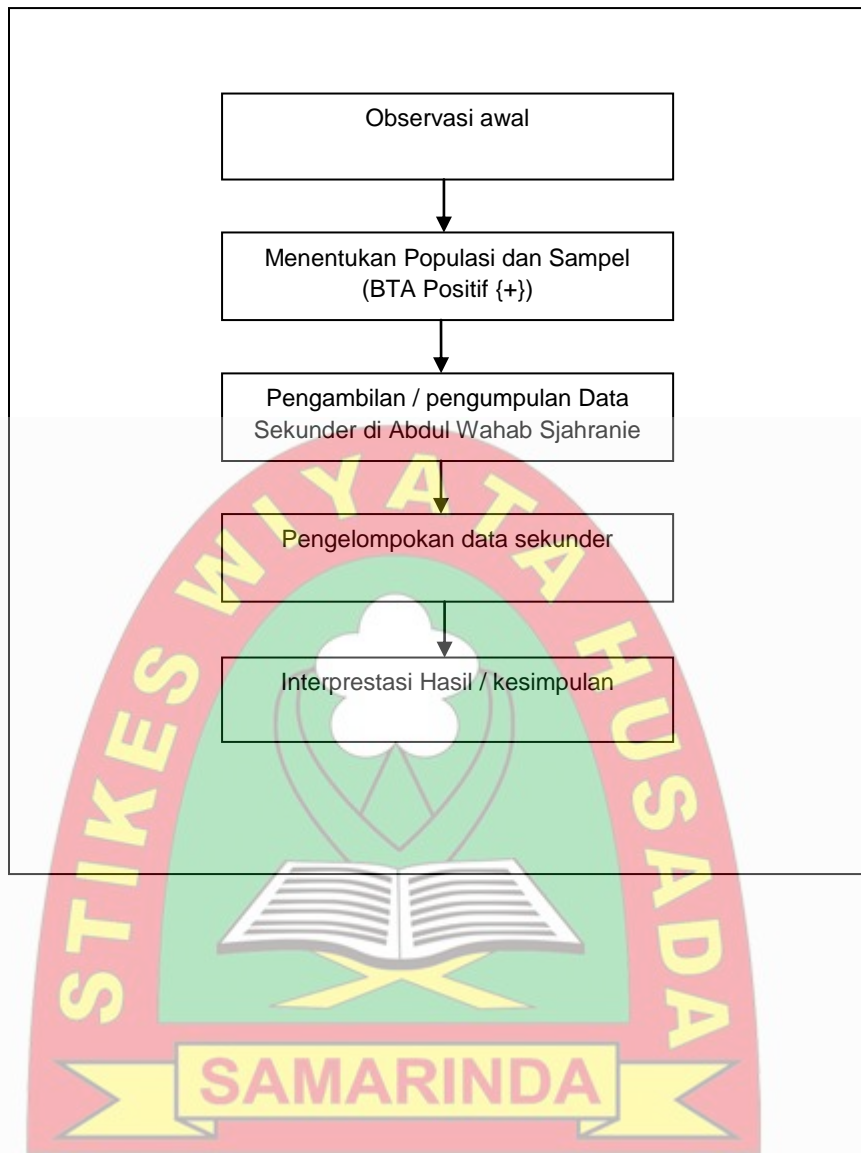 Observasi awal
Menentukan Populasi dan Sampel
(BTA Positif {+})
Pengambilan / pengumpulan Data
Sekunder di Abdul Wahab Sjahranie
Pengelompokan data sekunder
Interprestasi Hasil / kesimpulan
STIKES WIYATA HUSADA
SAMARINDA